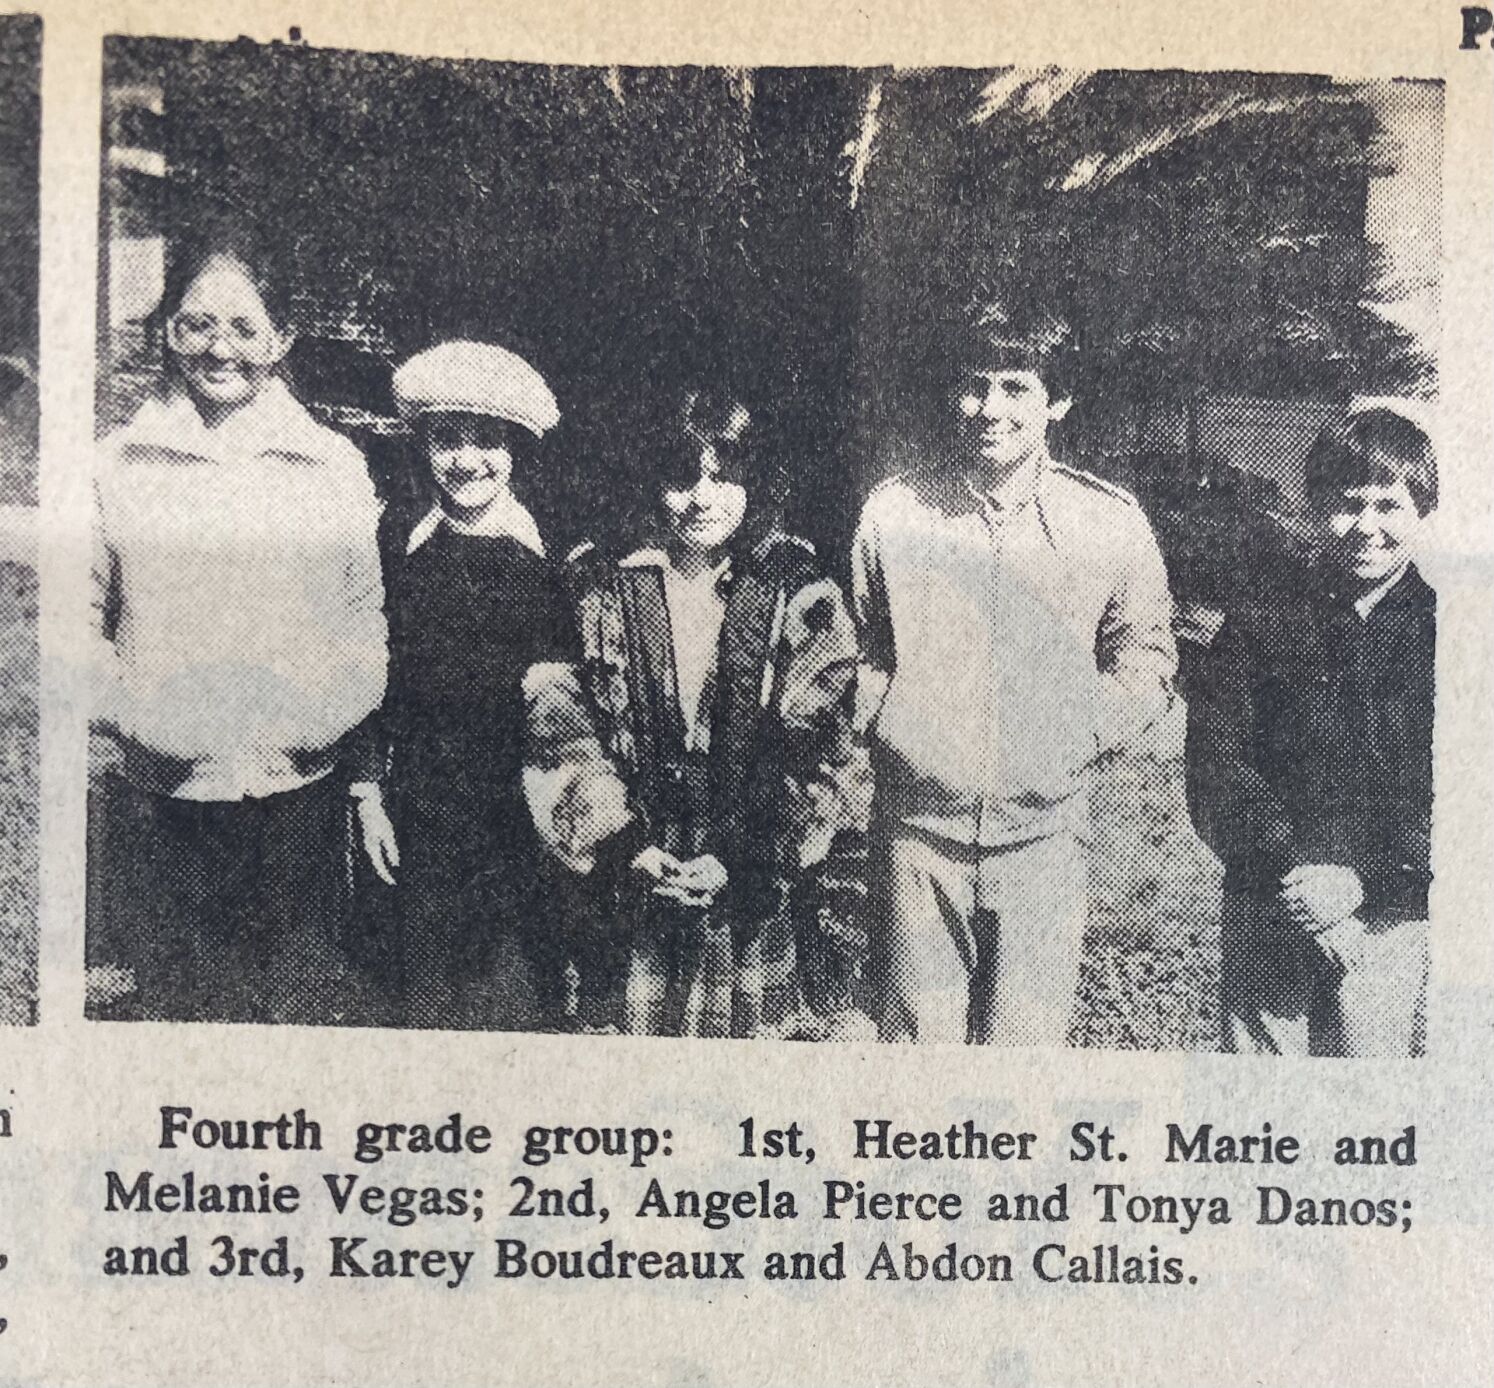 Fourth grade group: 1st, Heather St. Marie and
Melanie Vegas; 2nd, Angela Pierce and Tonya Danos;
and 3rd, Karey Boudreaux and Abdon Callais.